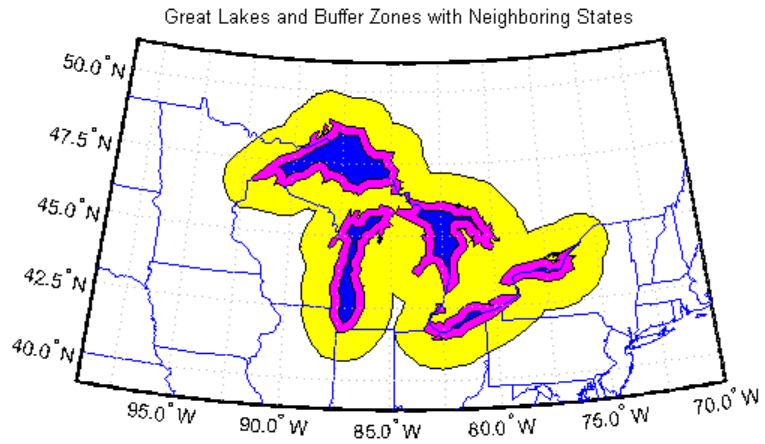 Great Lakes and Buffer Zones with Neighboring States
50.0° N
47.5° N
45.0° N
42.5° N
40.0° N
95.0° W
90.0° W
85.0° W
80.0° W
75.0° W
70.0° W